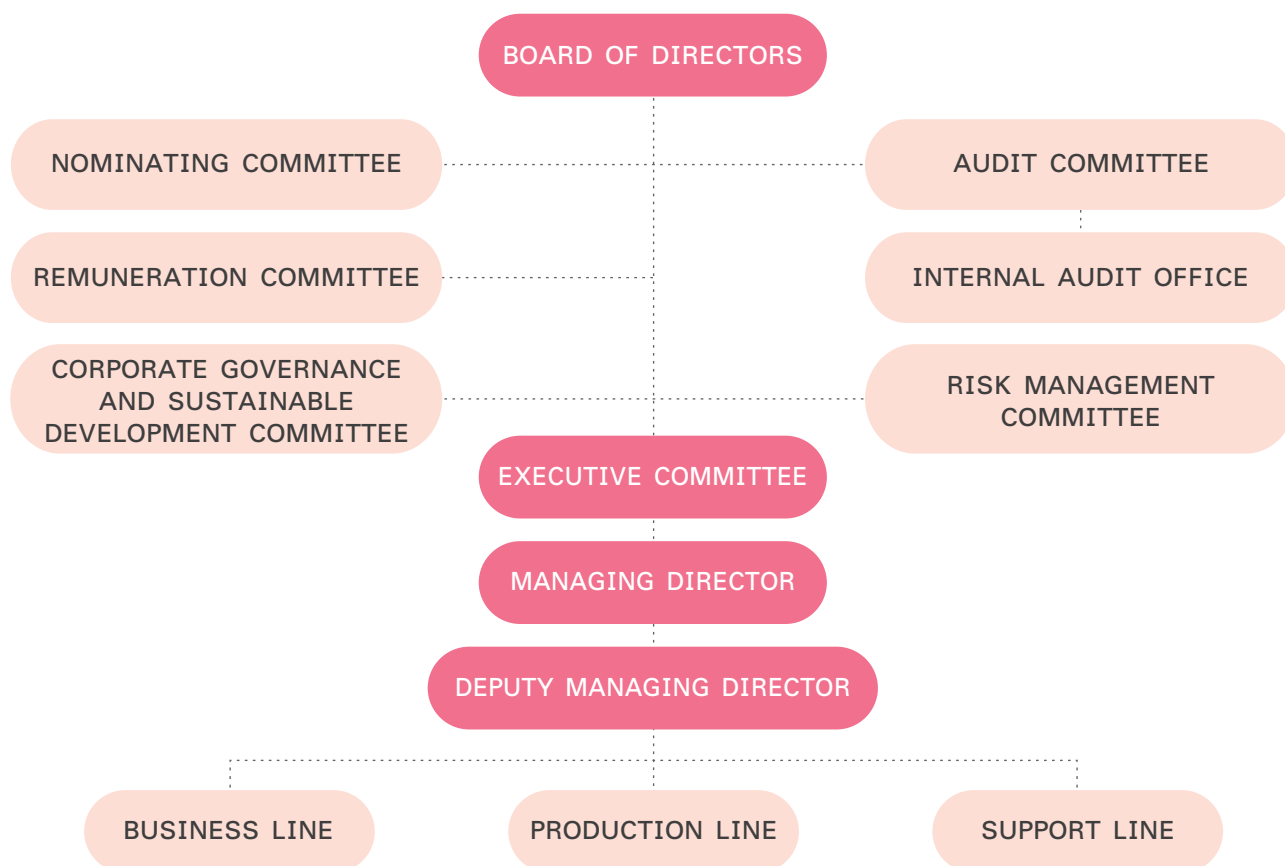 BOARD OF DIRECTORS
NOMINATING COMMITTEE
AUDIT COMMITTEE
REMUNERATION COMMITTEE
INTERNAL AUDIT OFFICE
CORPORATE GOVERNANCE
AND SUSTAINABLE
DEVELOPMENT COMMITTEE
RISK MANAGEMENT
COMMITTEE
EXECUTIVE COMMITTEE
MANAGING DIRECTOR
DEPUTY MANAGING DIRECTOR
BUSINESS LINE
PRODUCTION LINE
SUPPORT LINE